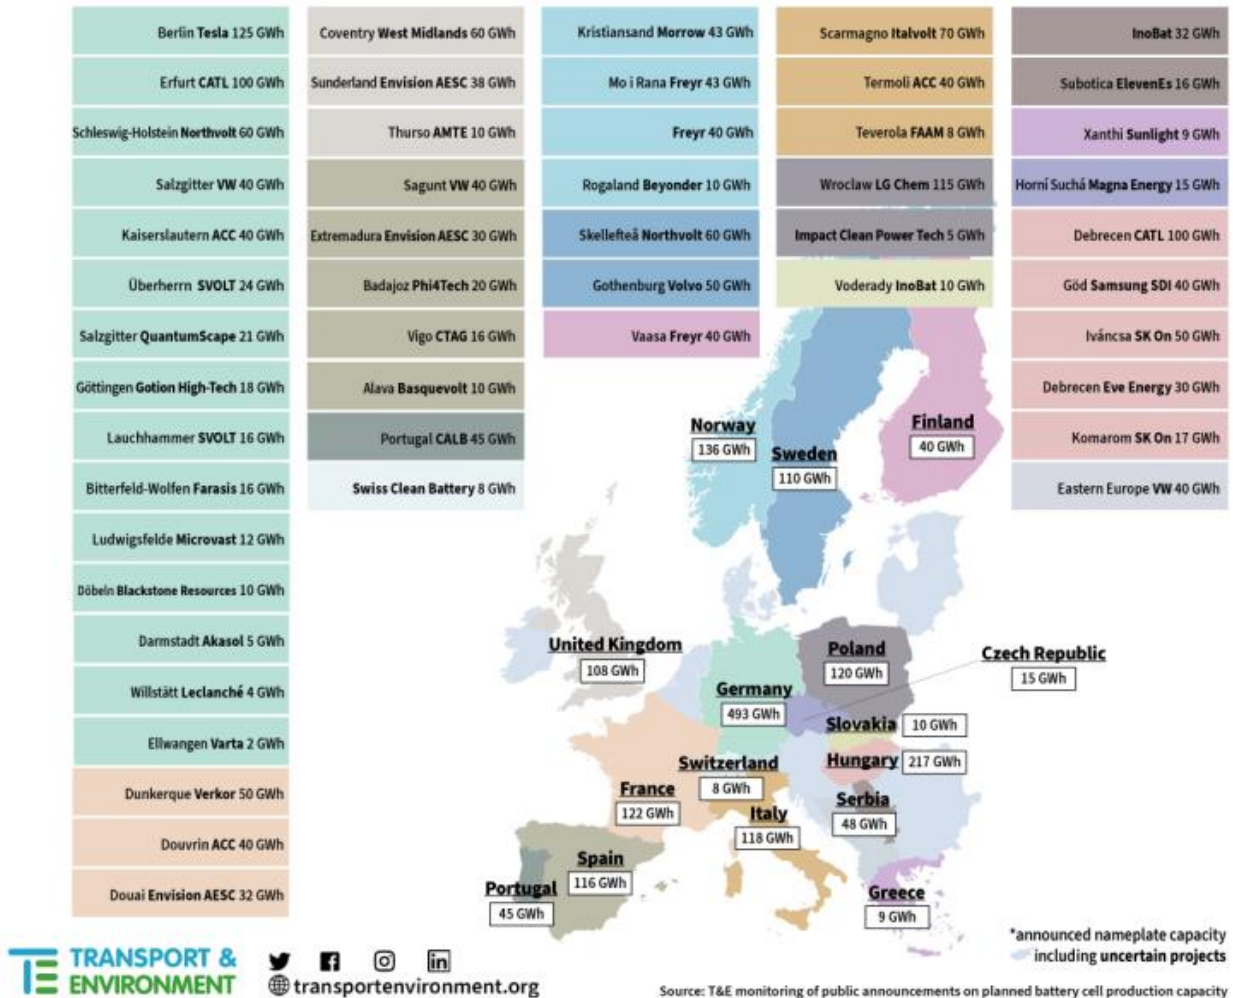 Berlin Tesla 125 GWh
Erfurt CATL 100 GWh
Schleswig-Holstein Northvolt 60 GWh
Salzgitter VW 40 GWh
Kaiserslautern ACC 40 GWh
Überherrn SVOLT 24 GWh
Salzgitter QuantumScape 21 GWh
Göttingen Gotion High-Tech 18 GWh
Lauchhammer SVOLT 16 GWh
Bitterfeld-Wolfen Farasis 16 GWh
Ludwigsfelde Microvast 12 GWh
Döbeln Blackstone Resources 10 GWh
Darmstadt Akasol 5 GWh
Willstätt Leclanché 4 GWh
Ellwangen Varta 2 GWh
Dunkerque Verkor 50 GWh
Douvrin ACC 40 GWh
Douai Envision AESC 32 GWh
Coventry West Midlands 60 GWh
Sunderland Envision AESC 38 GWh
Thurso AMTE 10 GWh
Sagunt VW 40 GWh
Extremadura Envision AESC 30 GWh
Badajoz Phi4Tech 20 GWh
Vigo CTAG 16 GWh
Alava Basquevolt 10 GWh
Portugal CALB 45 GWh
Swiss Clean Battery 8 GWh
Kristiansand Morrow 43 GWh
Mo i Rana Freyr 43 GWh
Freyr 40 GWh
Rogaland Beyonder 10 GWh
Skellefteå Northvolt 60 GWh
Gothenburg Volvo 50 GWh
Vaasa Freyr 40 GWh
Scarmagno Italvolt 70 GWh
Termoli ACC 40 GWh
Teverola FAAM 8 GWh
Wroclaw LG Chem 115 GWh
Impact Clean Power Tech 5 GWh
Voderady InoBat 10 GWh
InoBat 32 GWh
Subotica ElevenEs 16 GWh
Xanthi Sunlight 9 GWh
Horní Suchá Magna Energy 15 GWh
Debrecen CATL 100 GWh
Göd Samsung SDI 40 GWh
Iváncsa SK On 50 GWh
Debrecen Eve Energy 30 GWh
Komarom SK On 17 GWh
Eastern Europe VW 40 GWh
Norway
136 GWh
Sweden
110 GWh
Finland
40 GWh
United Kingdom
108 GWh
Poland
120 GWh
Czech Republic
15 GWh
Germany
493 GWh
Slovakia 10 GWh
Switzerland
8 GWh
Hungary 217 GWh
France
122 GWh
Serbia
48 GWh
Italy
118 GWh
Spain
116 GWh
Portugal
45 GWh
Greece
9 GWh
*announced nameplate capacity
including uncertain projects
TRANSPORT &
ENVIRONMENT
transportenvironment.org
Source: T&E monitoring of public announcements on planned battery cell production capacity